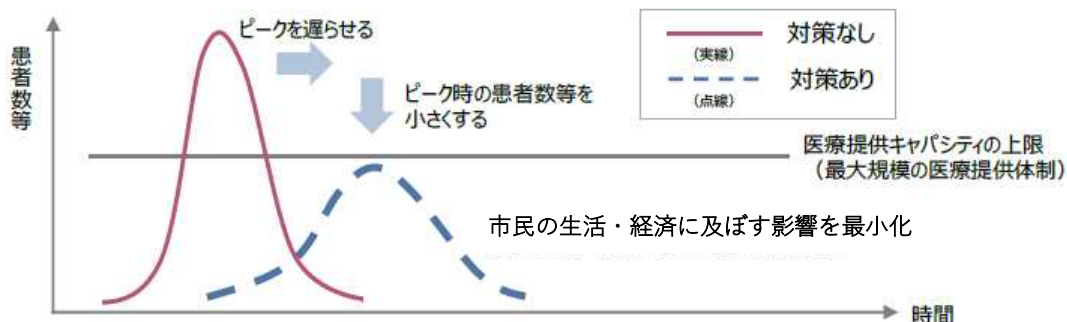 患者数等
ピークを遅らせる
ピーク時の患者数等を
小さくする
対策なし
(実線)
対策あり
(点線)
医療提供キャパシティの上限
（最大規模の医療提供体制）
市民の生活・経済に及ぼす影響を最小化
時間